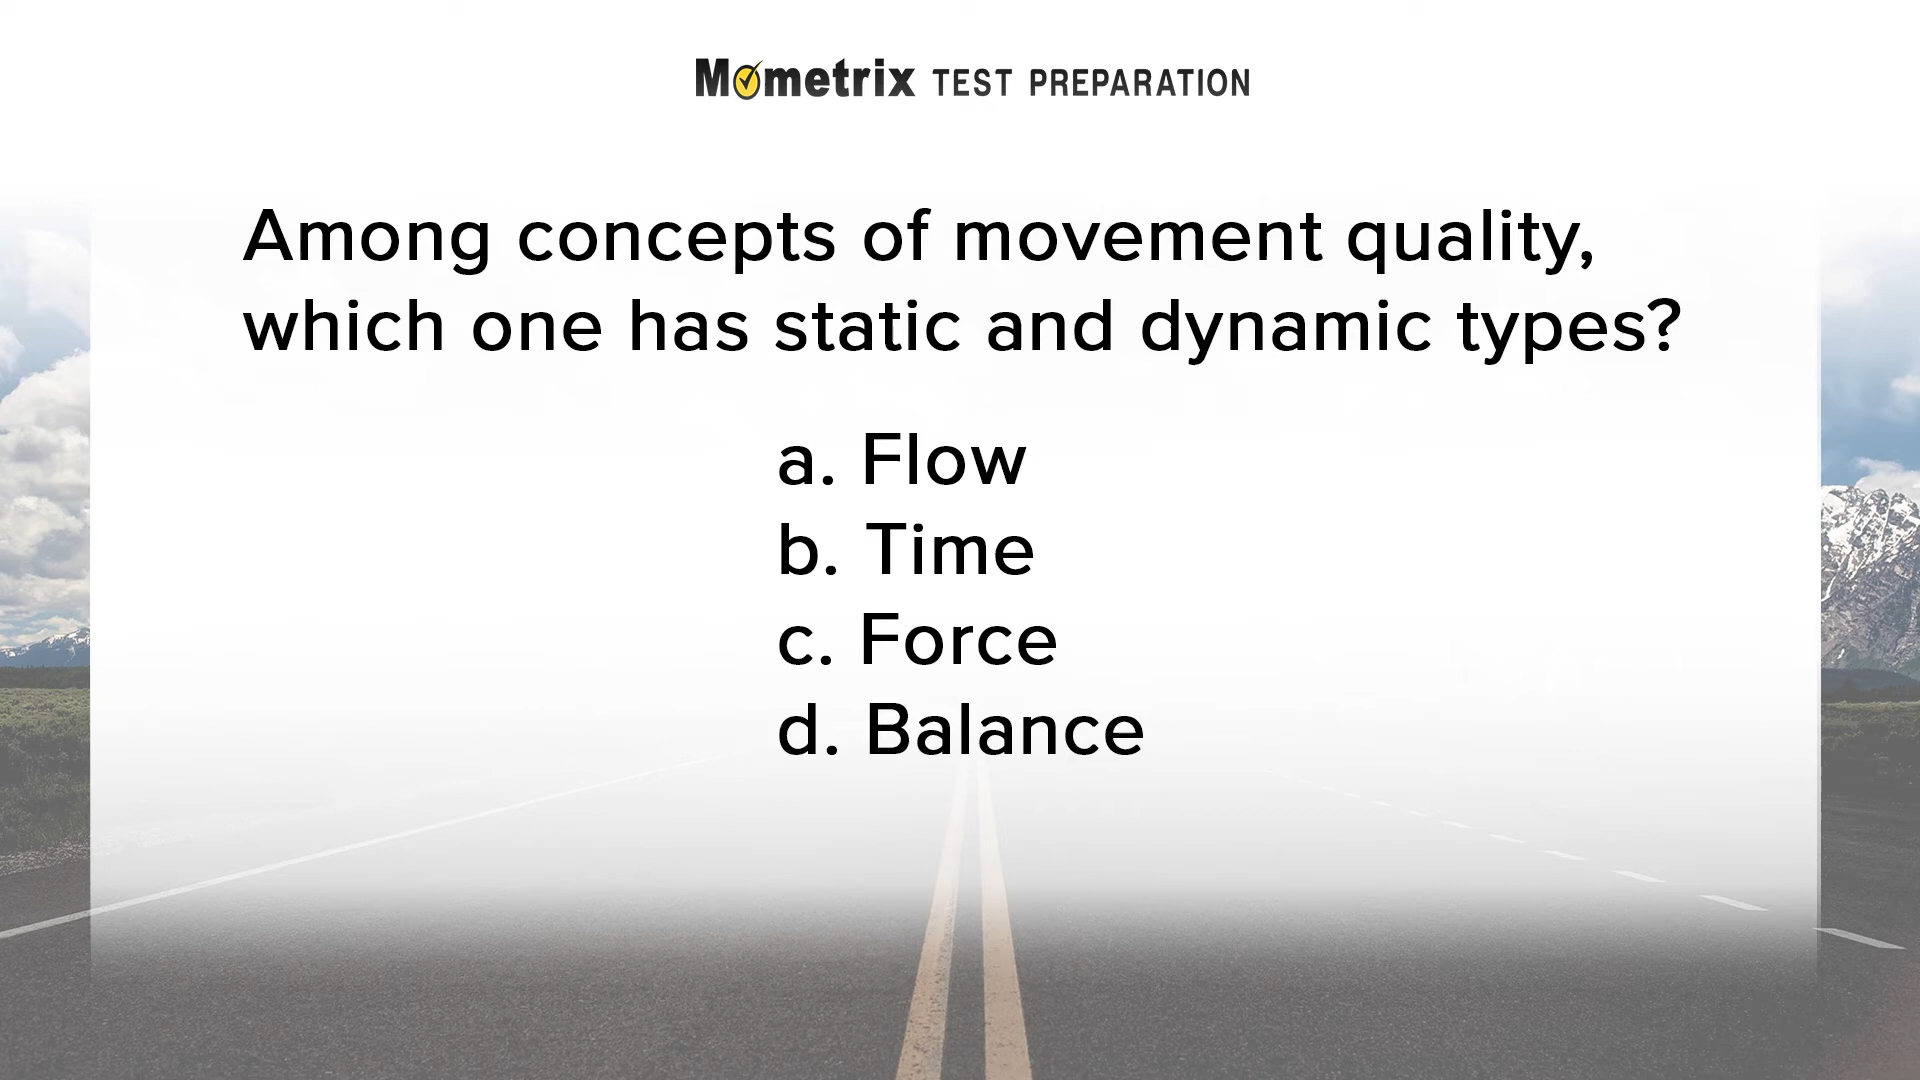 Mometrix TEST PREPARATION
Among concepts of movement quality,
which one has static and dynamic types?
a. Flow
b. Time
c. Force
d. Balance